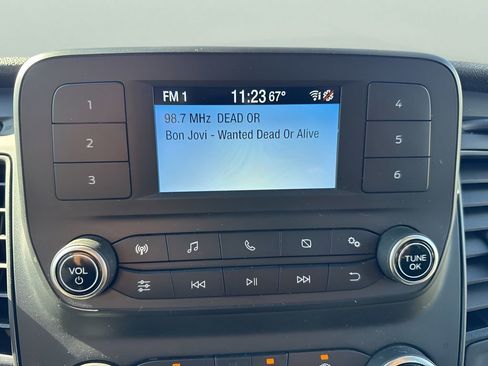 FM 1 11:23 67°
98.7 MHz DEAD OR
Bon Jovi - Wanted Dead Or Alive
1
2
3
4
5
6
VOL
TUNE
OK